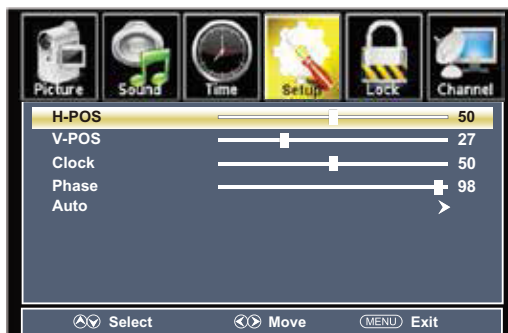 Picture Sound Time Setup Lock Channel
H-POS 50
V-POS 27
Clock 50
Phase 98
Auto
Select Move MENU Exit